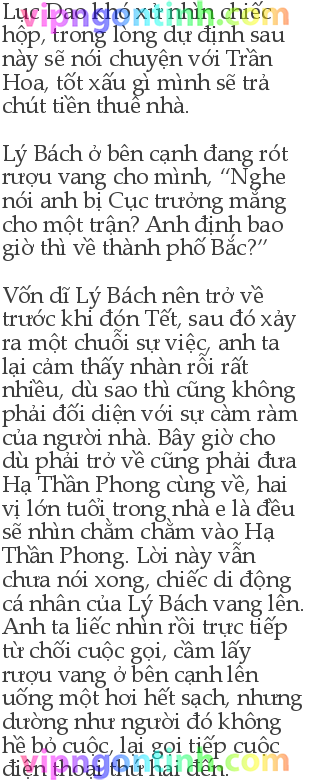 Lục Dao khó xử nhìn chiếc
vipngontinh.com
hộp, trong lòng dự định sau
này sẽ nói chuyện với Trần
Hoa, tốt xấu gì mình sẽ trả
chút tiền thuê nhà.
Lý Bách ở bên cạnh đang rót
rượu vang cho mình, “Nghe
nói anh bị Cục trưởng mắng
cho một trận? Anh định bao
giờ thì về thành phố Bắc?”
Vốn dĩ Lý Bách nên trở về
trước khi đón Tết, sau đó xảy
ra một chuỗi sự việc, anh ta
lại cảm thấy nhàn rỗi rất
nhiều, dù sao thì cũng không
phải đối diện với sự càm ràm
của người nhà. Bây giờ cho
dù phải trở về cũng phải đưa
Hạ Thần Phong cùng về, hai
vị lớn tuổi trong nhà e là đều
sẽ nhìn chằm chằm vào Hạ
Thần Phong. Lời này vẫn
chưa nói xong, chiếc di động
cá nhân của Lý Bách vang lên.
Anh ta liếc nhìn rồi trực tiếp
từ chối cuộc gọi, cầm lấy
rượu vang ở bên cạnh lên
uống một hơi hết sạch, nhưng
dường như người đó không
hề bỏ cuộc, lại gọi tiếp cuộc
vipngontinh.com
điện thoại thứ hai đến.